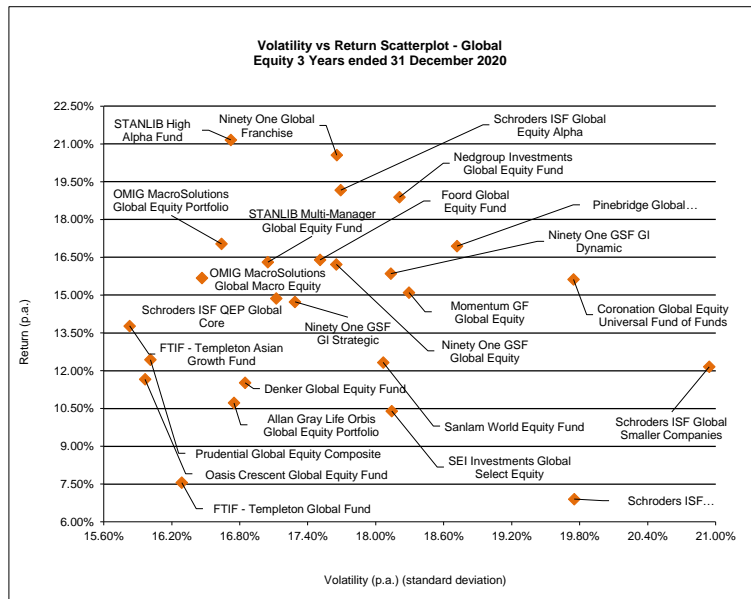 Volatility vs Return Scatterplot - Global
Equity 3 Years ended 31 December 2020
Return (p.a.)
22.50%
21.00%
19.50%
18.00%
16.50%
15.00%
13.50%
12.00%
10.50%
9.00%
7.50%
6.00%
STANLIB High
Alpha Fund
Ninety One Global
Franchise
Schroders ISF Global
Equity Alpha
Nedgroup Investments
Global Equity Fund
OMIG MacroSolutions
Global Equity Portfolio
STANLIB Multi-Manager
Global Equity Fund
Foord Global
Equity Fund
Pinebridge Global...
Ninety One GSF GI
Dynamic
OMIG MacroSolutions
Global Macro Equity
Schroders ISF QEP Global
Core
Ninety One GSF
GI Strategic
Ninety One GSF
Global Equity
Momentum GF
Global Equity
Coronation Global Equity
Universal Fund of Funds
FTIF - Templeton Asian
Growth Fund
Denker Global Equity Fund
Allan Gray Life Orbis
Global Equity Portfolio
Sanlam World Equity Fund
Schroders ISF Global
Smaller Companies
Prudential Global Equity Composite
Oasis Crescent Global Equity Fund
SEI Investments Global
Select Equity
FTIF - Templeton Global Fund
Schroders ISF...
15.60%
16.20%
16.80%
17.40%
18.00%
18.60%
19.20%
19.80%
20.40%
21.00%
Volatility (p.a.) (standard deviation)